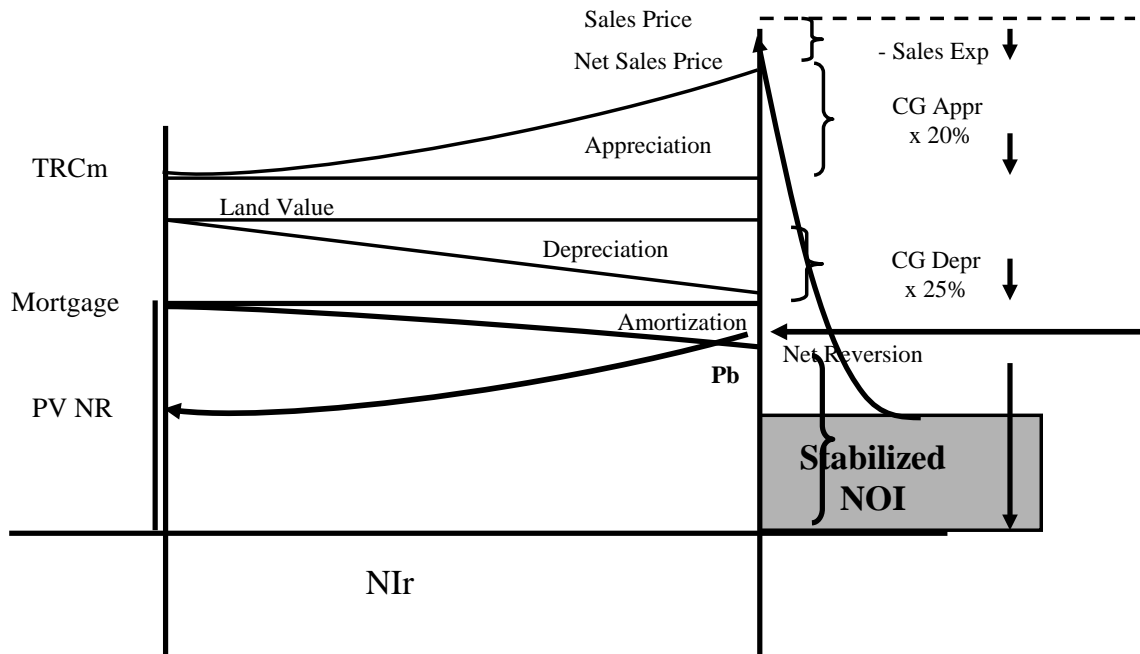 Sales Price
- Sales Exp
Net Sales Price
CG Appr
x 20%
Appreciation
TRCm
Land Value
Depreciation
CG Depr
x 25%
Mortgage
Amortization
Net Reversion
Pb
PV NR
Stabilized
NOI
NIr